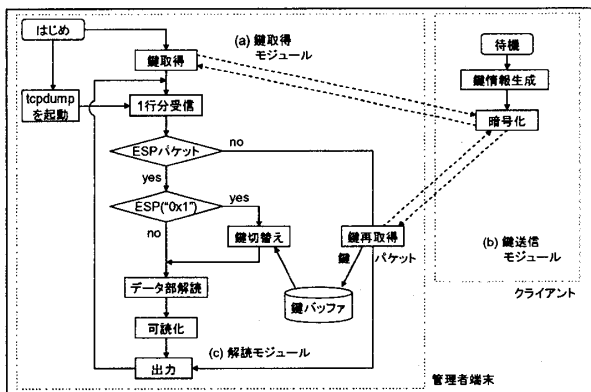 はじめ
(a) 鍵取得
モジュール
鍵取得
待機
鍵情報生成
暗号化
tcpdump
を起動
1行分受信
ESPパケット
no
yes
ESP("0x1")
yes
no
鍵切替え
鍵再取得
鍵
パケット
(b) 鍵送信
モジュール
クライアント
データ部解読
鍵バッファ
可読化
(c) 解読モジュール
出力
管理者端末